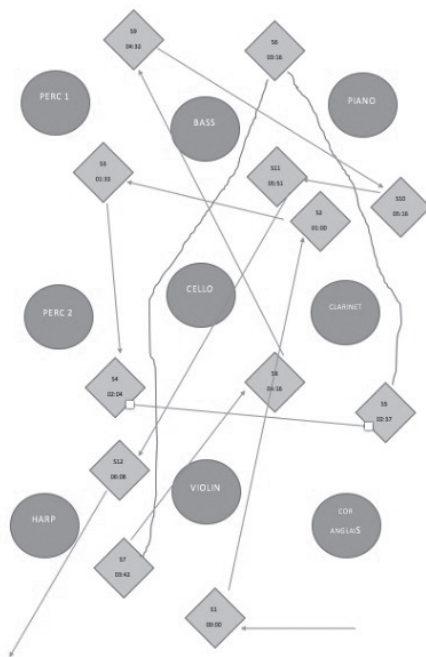 S9
04:32
S6
03:16
PERC 1
BASS
PIANO
S3
01:33
S11
05:51
S10
05:16
S2
01:00
CELLO
PERC 2
CLARINET
S8
04:16
S4
02:04
S5
02:37
S12
06:08
VIOLIN
HARP
COR
ANGLAIS
S7
03:42
S1
00:00